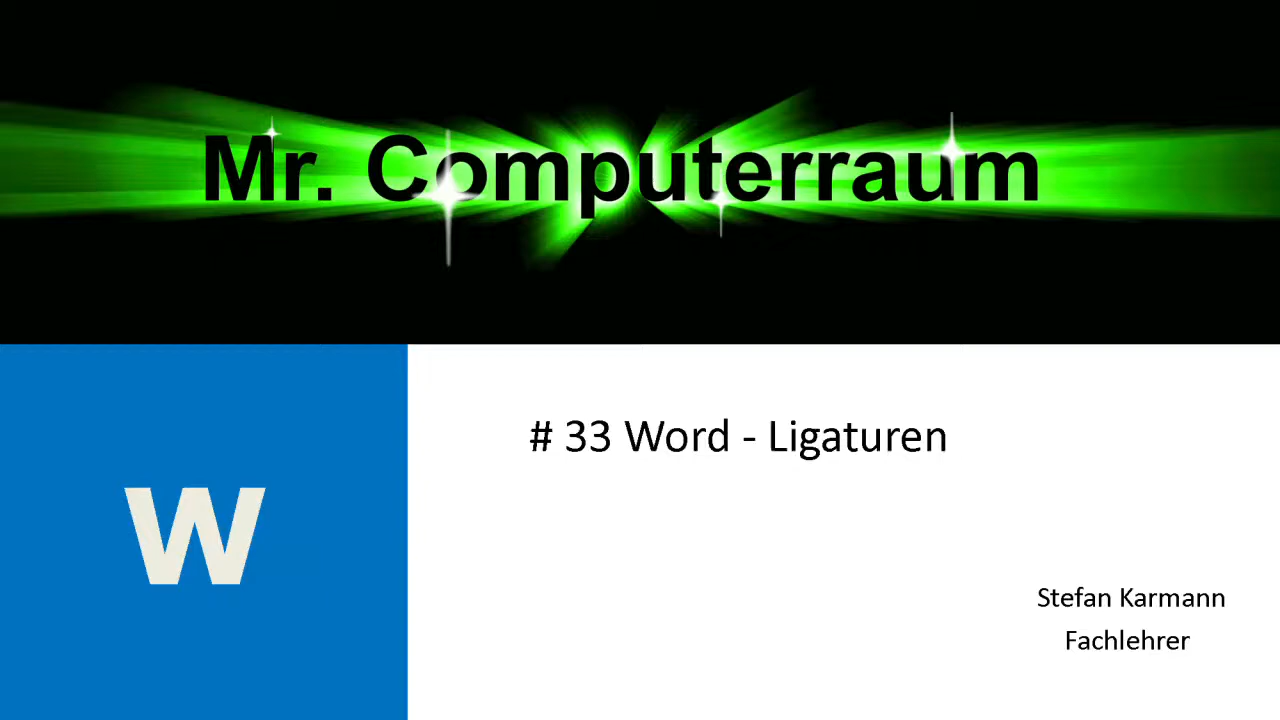 Mr. Computerraum
# 33 Word - Ligaturen
W
Stefan Karmann
Fachlehrer